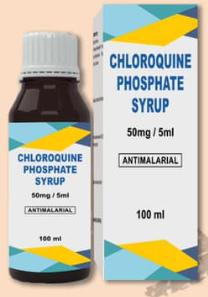 CHLOROQUINE
PHOSPHATE
SYRUP
50mg / 5ml
ANTIMALARIAL
100 ml
CHLOROQUINE
PHOSPHATE
SYRUP
50mg / 5ml
ANTIMALARIAL
100 ml